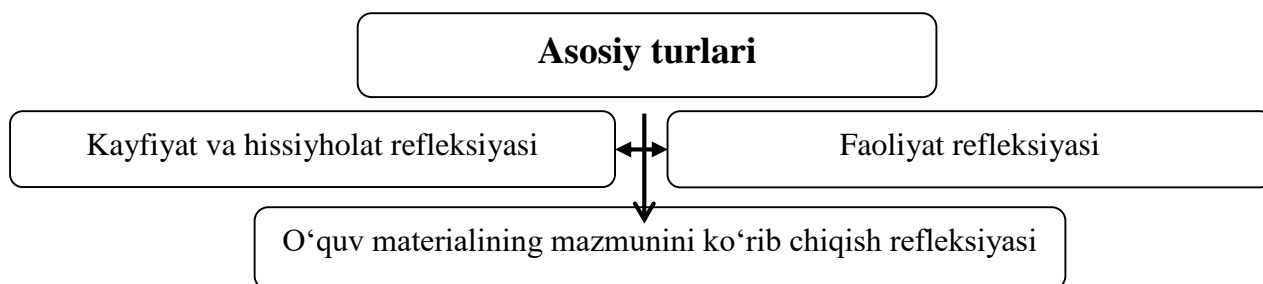 Asosiy turlari
Kayfiyat va hissiyholat refleksiyasi
Faoliyat refleksiyasi
O‘quv materialining mazmunini ko‘rib chiqish refleksiyasi